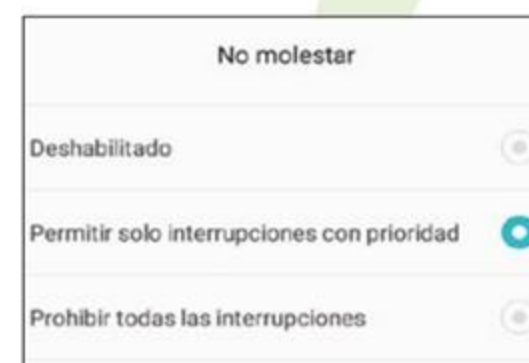 No molestar
Deshabilitado
Permitir solo interrupciones con prioridad
Prohibir todas las interrupciones